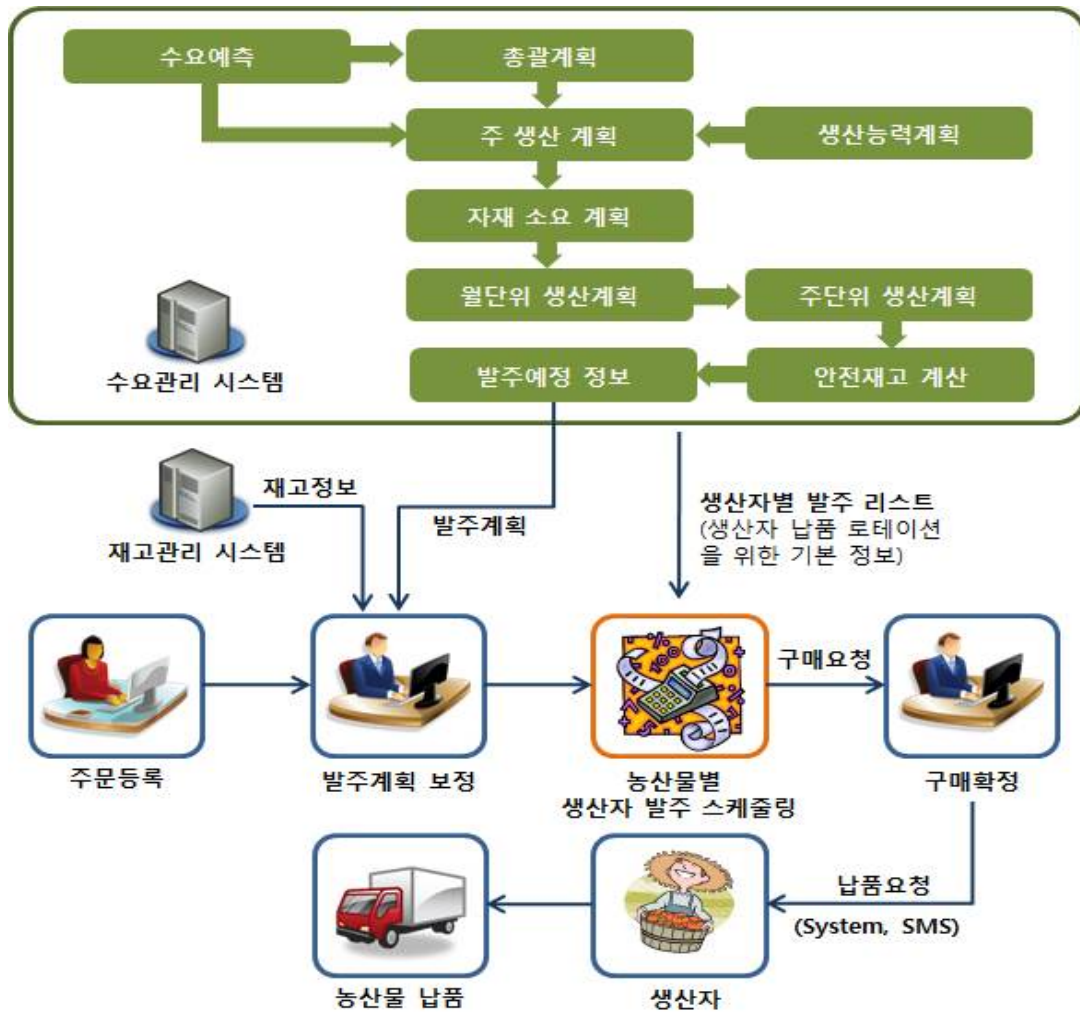 수요예측
총괄계획
주 생산 계획
생산능력계획
자재 소요 계획
월단위 생산계획
주단위 생산계획
수요관리 시스템
발주예정 정보
안전재고 계산
재고정보
재고관리 시스템
발주계획
생산자별 발주 리스트
(생산자 납품 로테이션
을 위한 기본 정보)
구매요청
주문등록
발주계획 보정
농산물별
생산자 발주 스케줄링
구매확정
납품요청
(System, SMS)
농산물 납품
생산자